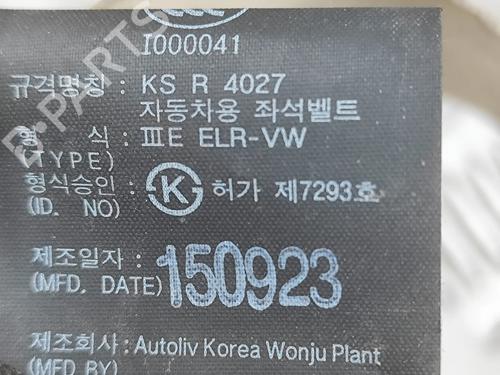 I000041
규격명칭 : KS R 4027
자동차용 좌석벨트
형 식 : ⅢE ELR-VW
(TYPE)
형식승인 : K 허가 제7293호
(ID. NO)
제조일자 : 150923
(MFD. DATE)
제조회사 : Autoliv Korea Wonju Plant
(MFD BY)